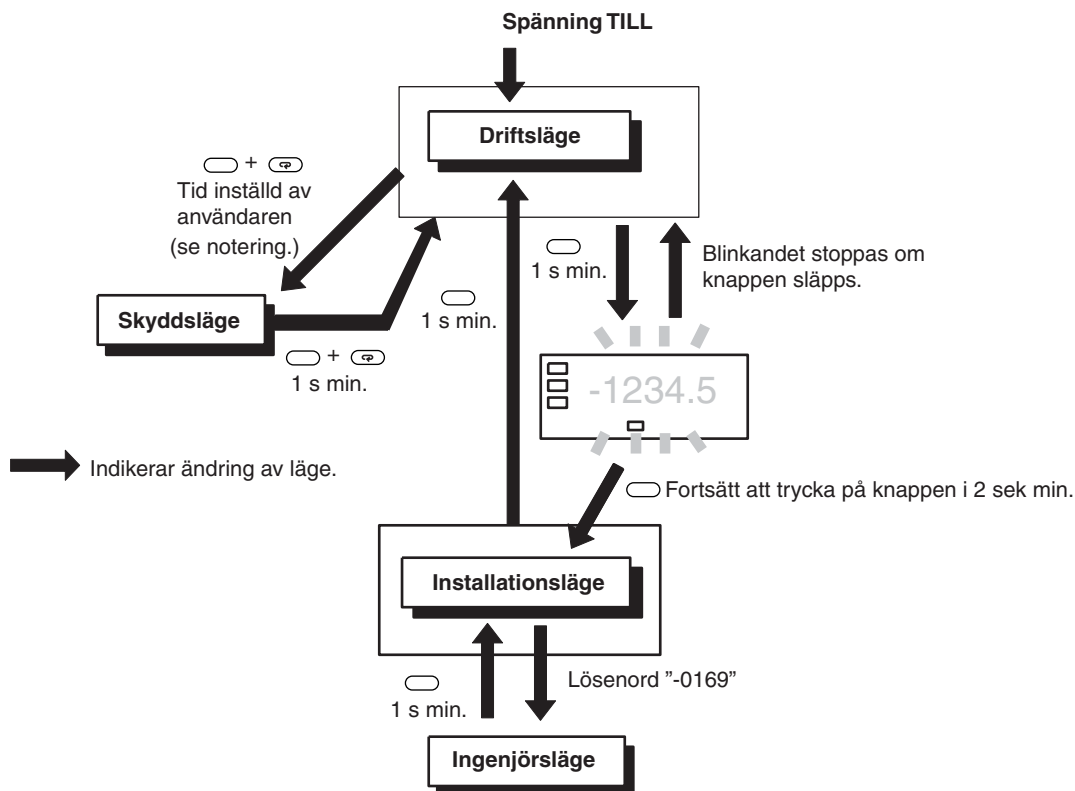 Spänning TILL
Driftsläge
+
Tid inställd av
användaren
(se notering.)
1 s min.
Blinkandet stoppas om
knappen släpps.
1 s min.
Skyddsläge
+
1 s min.
-1234.5
Indikerar ändring av läge.
Fortsätt att trycka på knappen i 2 sek min.
Installationsläge
Lösenord ”-0169”
1 s min.
Ingenjörsläge